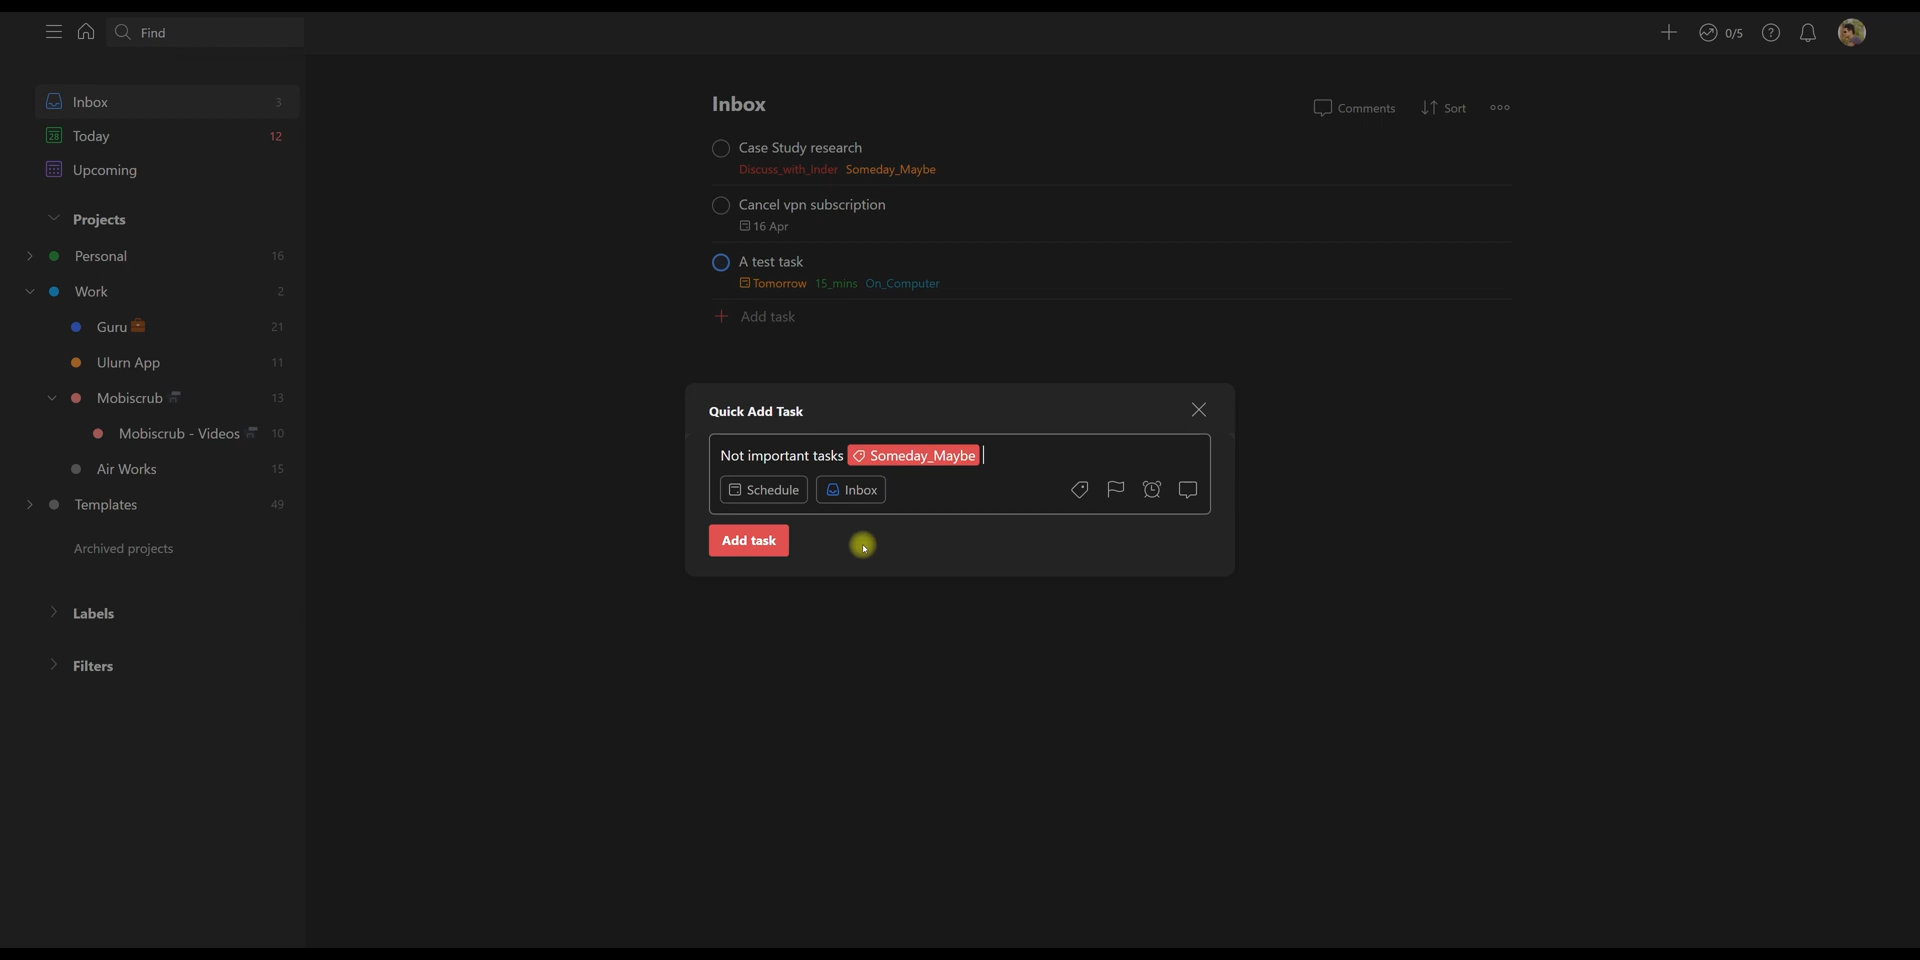 Find
0/5
Inbox 3
28 Today 12
Upcoming
Projects
Personal 16
Work 2
Guru 21
Ulurn App 11
Mobiscrub 13
Mobiscrub - Videos 10
Air Works 15
Templates 49
Archived projects
Labels
Filters
Inbox
Comments Sort
Case Study research
Discuss_with_Inder Someday_Maybe
Cancel vpn subscription
16 Apr
A test task
Tomorrow 15_mins On_Computer
Add task
Quick Add Task
Not important tasks Someday_Maybe
Schedule Inbox
Add task